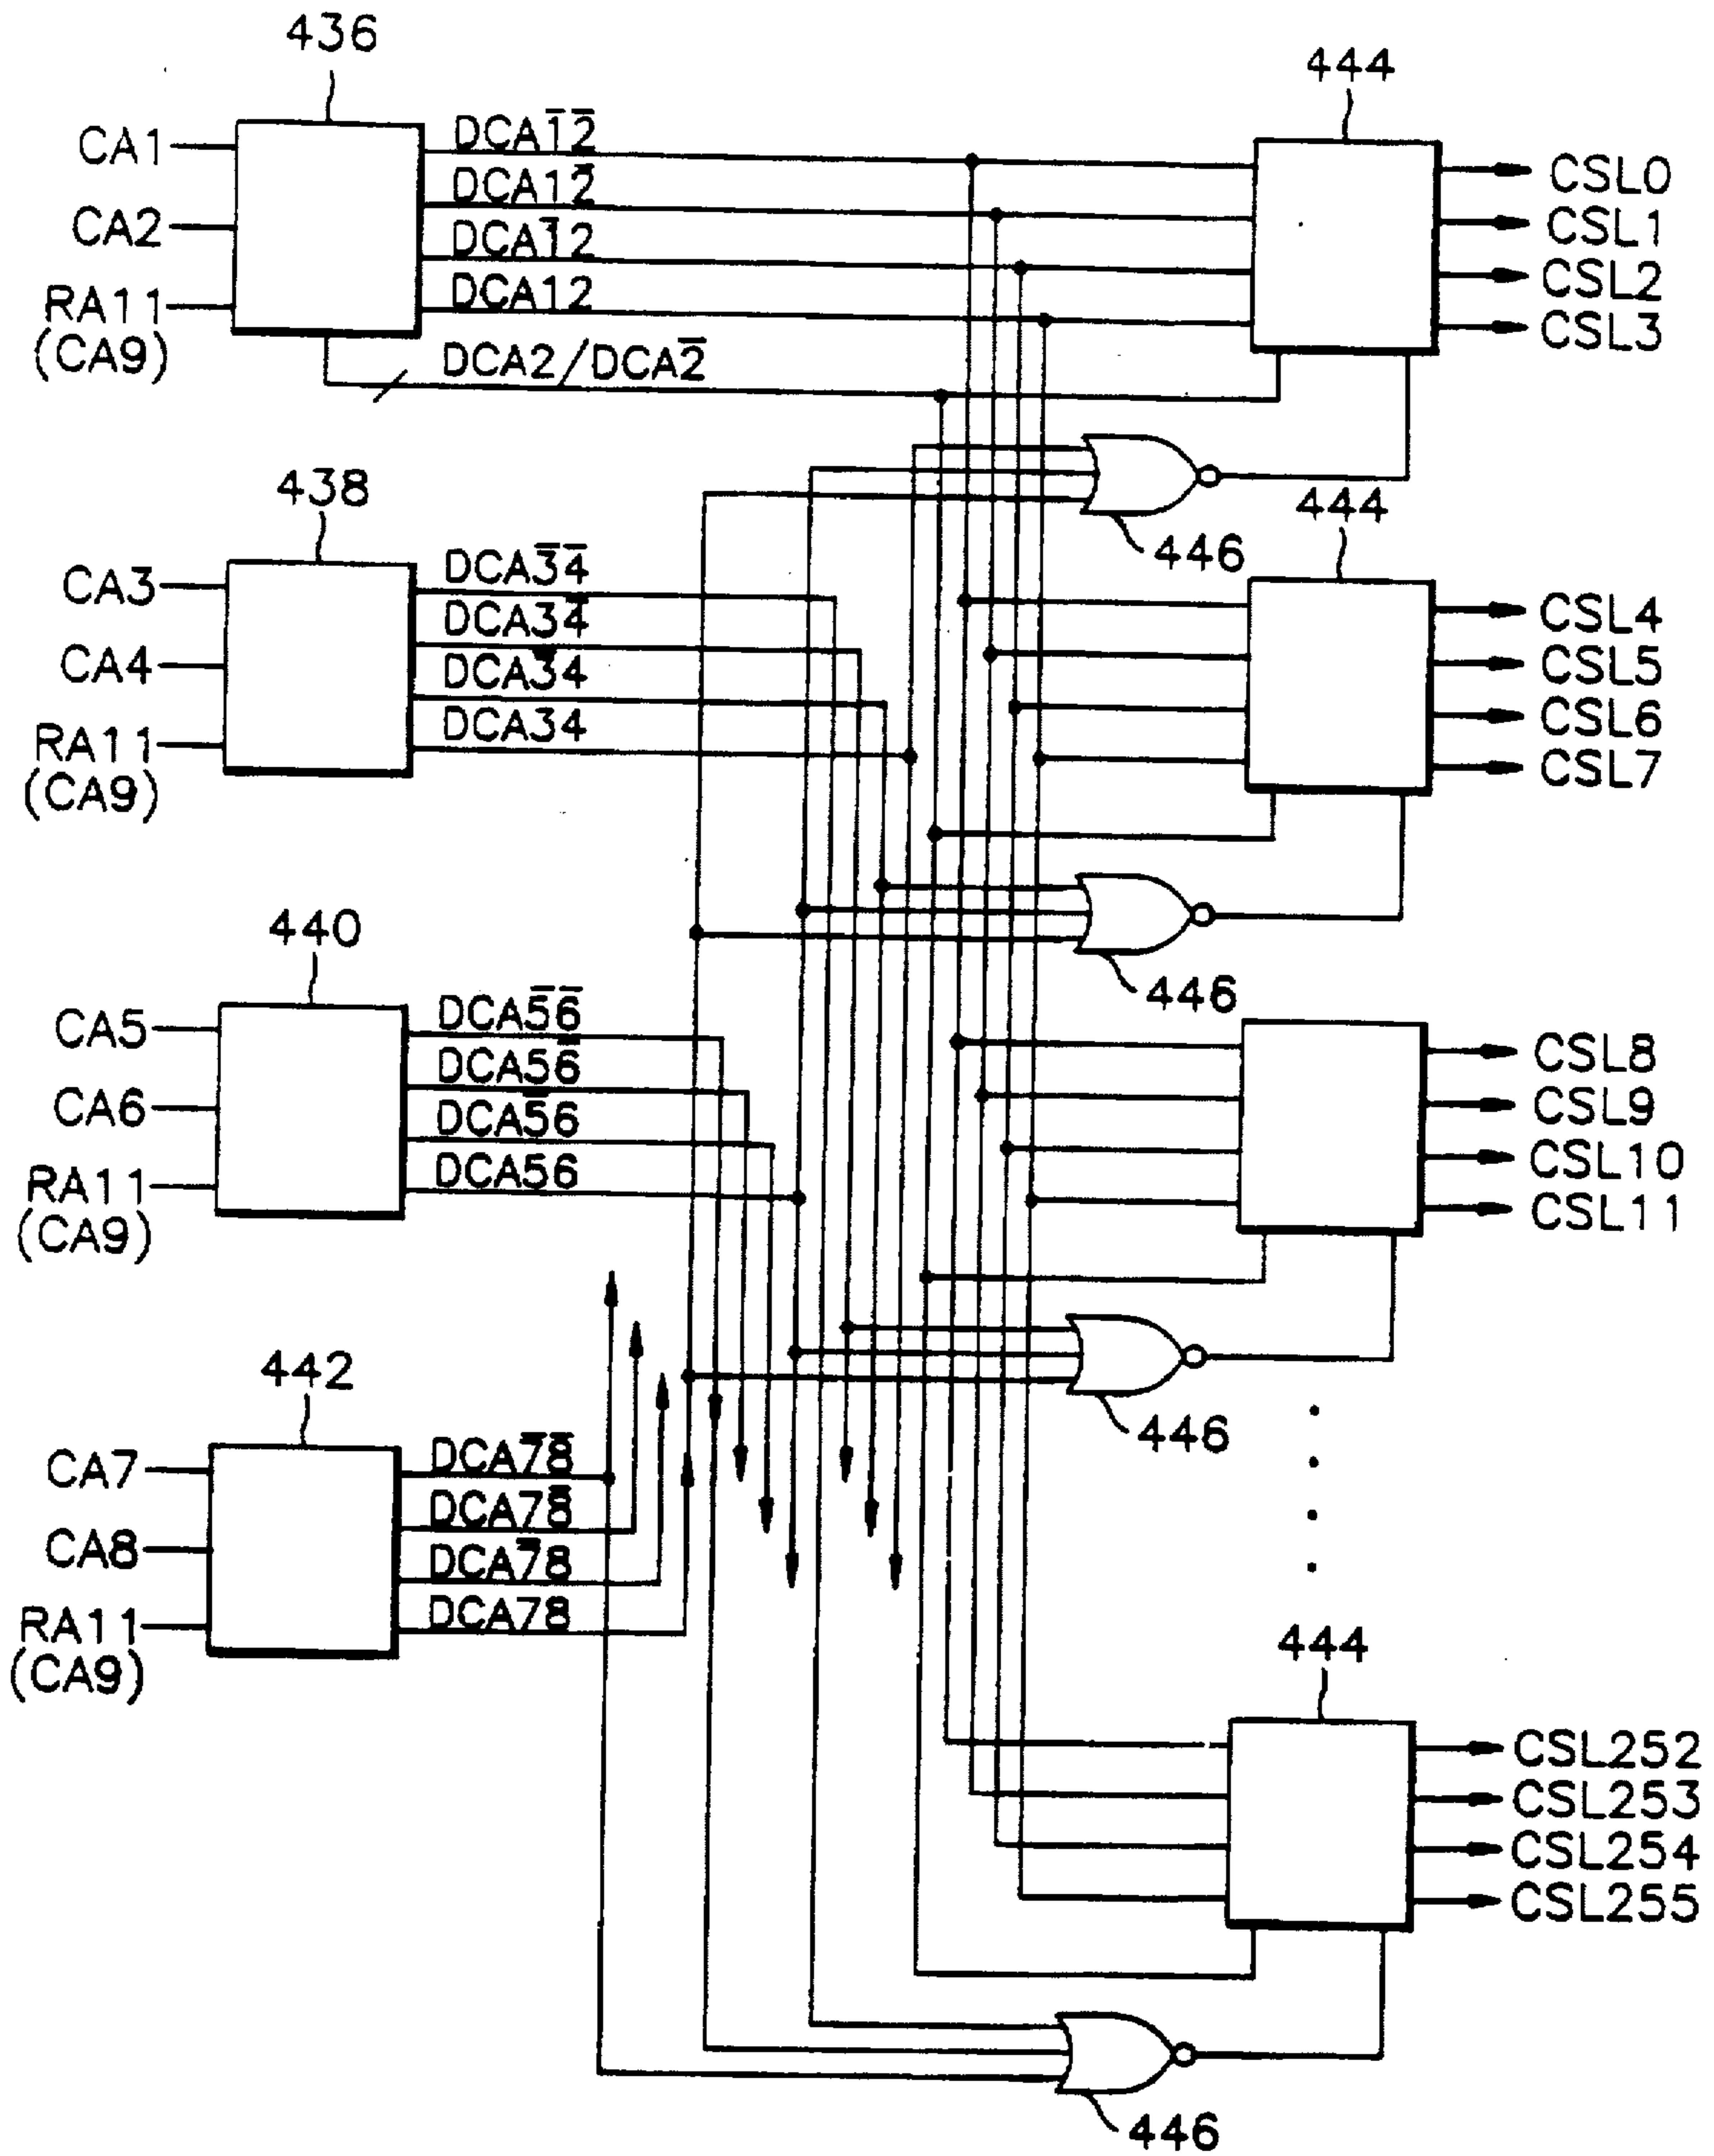 436
444
CA1
CA2
RA11
(CA9)
DCA1̅2̅
DCA12̅
DCA1̅2
DCA12
DCA2/DCA2̅
CSL0
CSL1
CSL2
CSL3
446
438
444
CA3
CA4
RA11
(CA9)
DCA3̅4̅
DCA34̅
DCA3̅4
DCA34
CSL4
CSL5
CSL6
CSL7
446
440
CA5
CA6
RA11
(CA9)
DCA5̅6̅
DCA56̅
DCA5̅6
DCA56
CSL8
CSL9
CSL10
CSL11
446
442
CA7
CA8
RA11
(CA9)
DCA7̅8̅
DCA78̅
DCA7̅8
DCA78
444
CSL252
CSL253
CSL254
CSL255
446